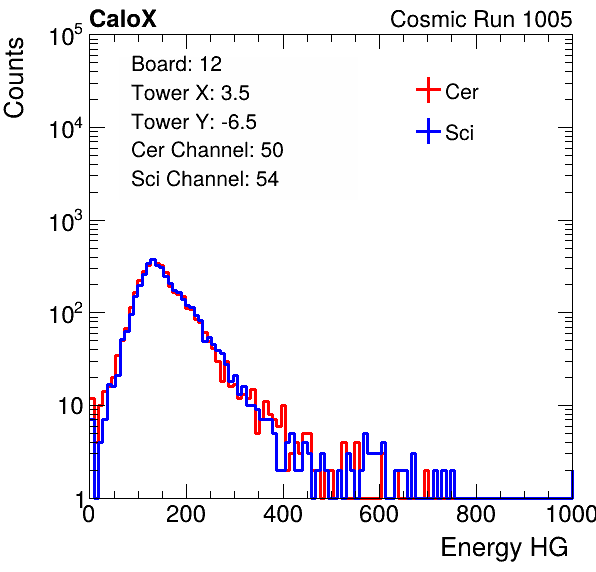 CaloX Cosmic Run 1005
Counts
10^5
10^4
10^3
10^2
10
1
Board: 12
Tower X: 3.5
Tower Y: -6.5
Cer Channel: 50
Sci Channel: 54
Cer
Sci
0 200 400 600 800 1000
Energy HG